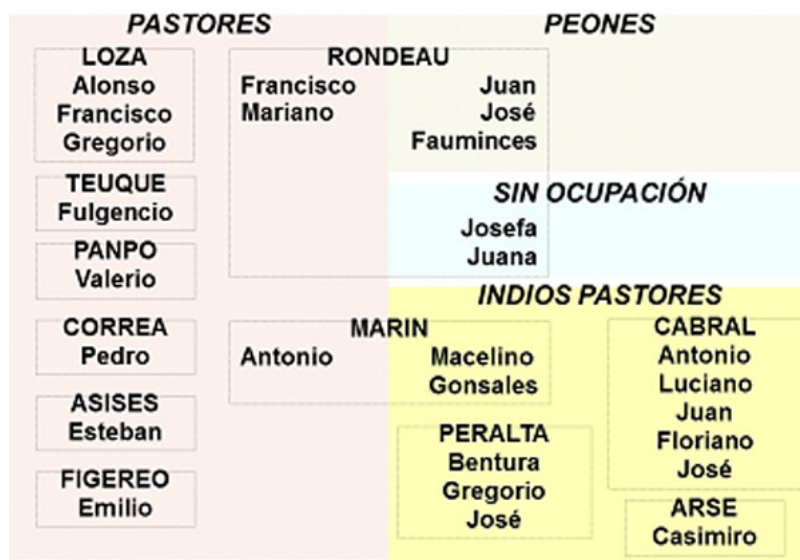 PASTORES
LOZA
Alonso
Francisco
Gregorio
TEUQUE
Fulgencio
PANPO
Valerio
CORREA
Pedro
ASISES
Esteban
FIGEREO
Emilio
RONDEAU
Francisco
Mariano
PEONES
Juan
José
Fauminces
SIN OCUPACIÓN
Josefa
Juana
INDIOS PASTORES
MARIN
Antonio
Macelino
Gonsales
PERALTA
Bentura
Gregorio
José
CABRAL
Antonio
Luciano
Juan
Floriano
José
ARSE
Casimiro